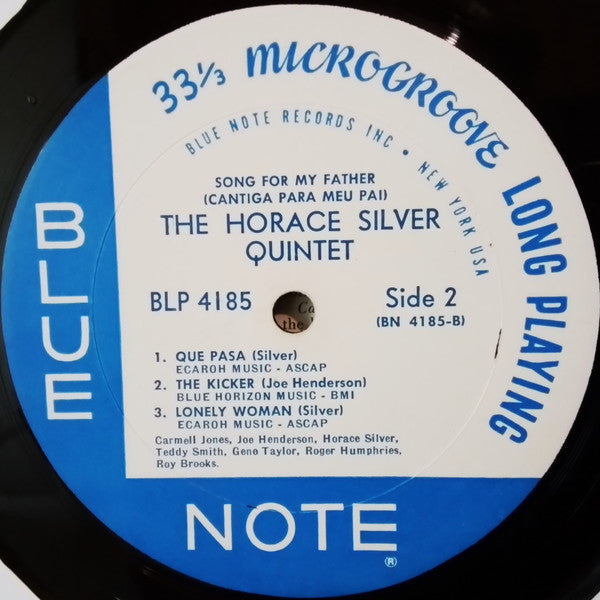 33⅓ MICROGROOVE LONG PLAYING
BLUE NOTE RECORDS INC • NEW YORK USA
SONG FOR MY FATHER
(CANTIGA PARA MEU PAI)
THE HORACE SILVER
QUINTET
BLP 4185
Side 2
(BN 4185-B)
Ca
the
1. QUE PASA (Silver)
ECAROH MUSIC - ASCAP
2. THE KICKER (Joe Henderson)
BLUE HORIZON MUSIC - BMI
3. LONELY WOMAN (Silver)
ECAROH MUSIC - ASCAP
Carmell Jones, Joe Henderson, Horace Silver,
Teddy Smith, Gene Taylor, Roger Humphries,
Roy Brooks.
BLUE
NOTE®